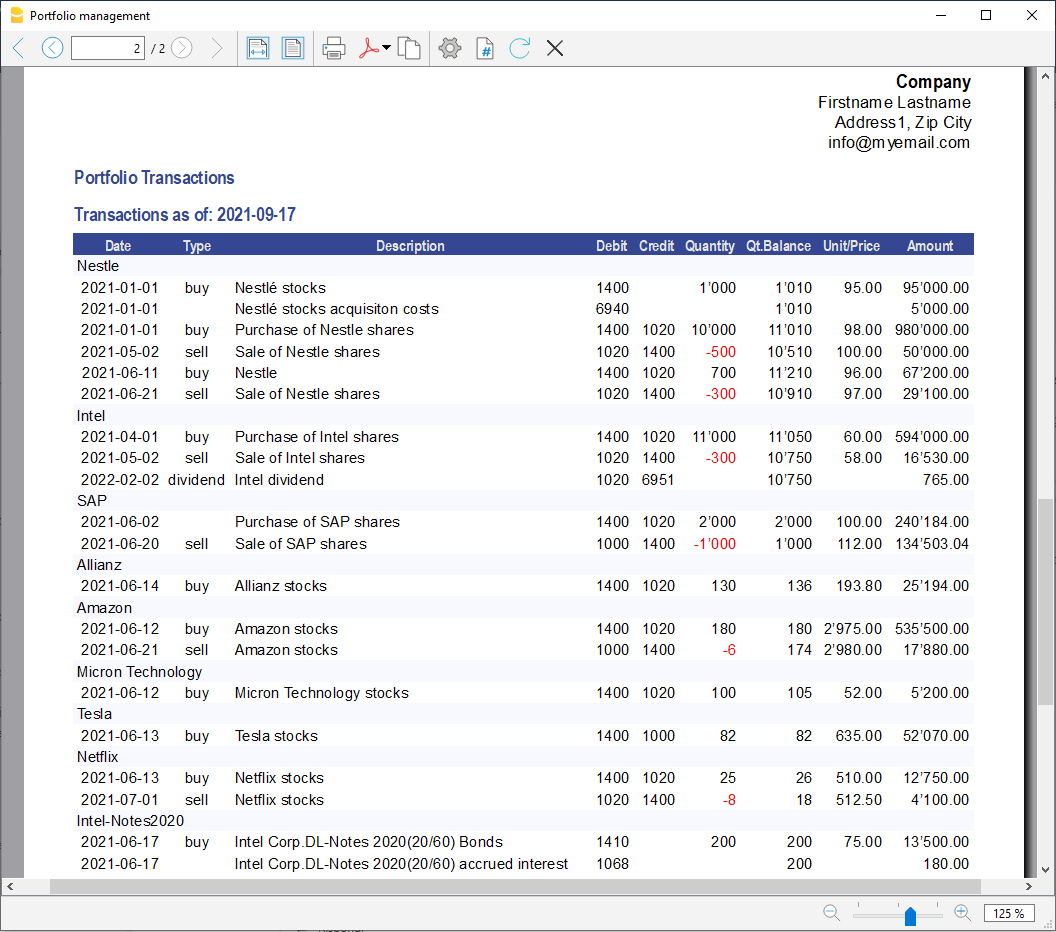 Portfolio management
2 / 2
Company
Firstname Lastname
Address1, Zip City
info@myemail.com
Portfolio Transactions
Transactions as of: 2021-09-17
Date Type Description Debit Credit Quantity Qt.Balance Unit/Price Amount
Nestle
2021-01-01 buy Nestlé stocks 1400 1'000 1'010 95.00 95'000.00
2021-01-01 Nestlé stocks acquisiton costs 6940 1'010 5'000.00
2021-01-01 buy Purchase of Nestle shares 1400 1020 10'000 11'010 98.00 980'000.00
2021-05-02 sell Sale of Nestle shares 1020 1400 -500 10'510 100.00 50'000.00
2021-06-11 buy Nestle 1400 1020 700 11'210 96.00 67'200.00
2021-06-21 sell Sale of Nestle shares 1020 1400 -300 10'910 97.00 29'100.00
Intel
2021-04-01 buy Purchase of Intel shares 1400 1020 11'000 11'050 60.00 594'000.00
2021-05-02 sell Sale of Intel shares 1020 1400 -300 10'750 58.00 16'530.00
2022-02-02 dividend Intel dividend 1020 6951 10'750 765.00
SAP
2021-06-02 Purchase of SAP shares 1400 1020 2'000 2'000 100.00 240'184.00
2021-06-20 sell Sale of SAP shares 1000 1400 -1'000 1'000 112.00 134'503.04
Allianz
2021-06-14 buy Allianz stocks 1400 1020 130 136 193.80 25'194.00
Amazon
2021-06-12 buy Amazon stocks 1400 1020 180 180 2'975.00 535'500.00
2021-06-21 sell Amazon stocks 1000 1400 -6 174 2'980.00 17'880.00
Micron Technology
2021-06-12 buy Micron Technology stocks 1400 1020 100 105 52.00 5'200.00
Tesla
2021-06-13 buy Tesla stocks 1400 1000 82 82 635.00 52'070.00
Netflix
2021-06-13 buy Netflix stocks 1400 1020 25 26 510.00 12'750.00
2021-07-01 sell Netflix stocks 1020 1400 -8 18 512.50 4'100.00
Intel-Notes2020
2021-06-17 buy Intel Corp.DL-Notes 2020(20/60) Bonds 1410 200 200 75.00 13'500.00
2021-06-17 Intel Corp.DL-Notes 2020(20/60) accrued interest 1068 200 180.00
125 %